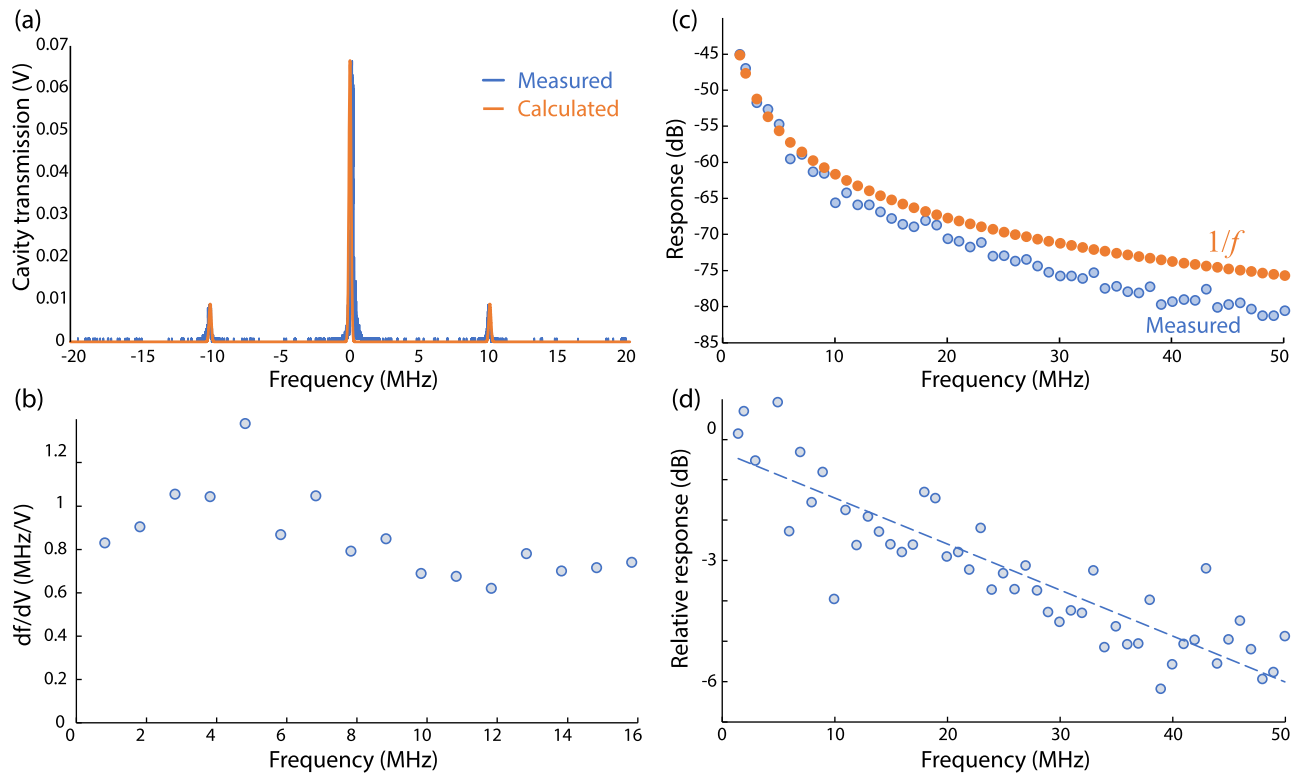 (a)
Cavity transmission (V)
0.07
0.06
0.05
0.04
0.03
0.02
0.01
0
Measured
Calculated
-20 -15 -10 -5 0 5 10 15 20
Frequency (MHz)
(b)
df/dV (MHz/V)
1.2
1
0.8
0.6
0.4
0.2
0
0 2 4 6 8 10 12 14 16
Frequency (MHz)
(c)
Response (dB)
-45
-50
-55
-60
-65
-70
-75
-80
-85
1/f
Measured
0 10 20 30 40 50
Frequency (MHz)
(d)
Relative response (dB)
0
-3
-6
0 10 20 30 40 50
Frequency (MHz)